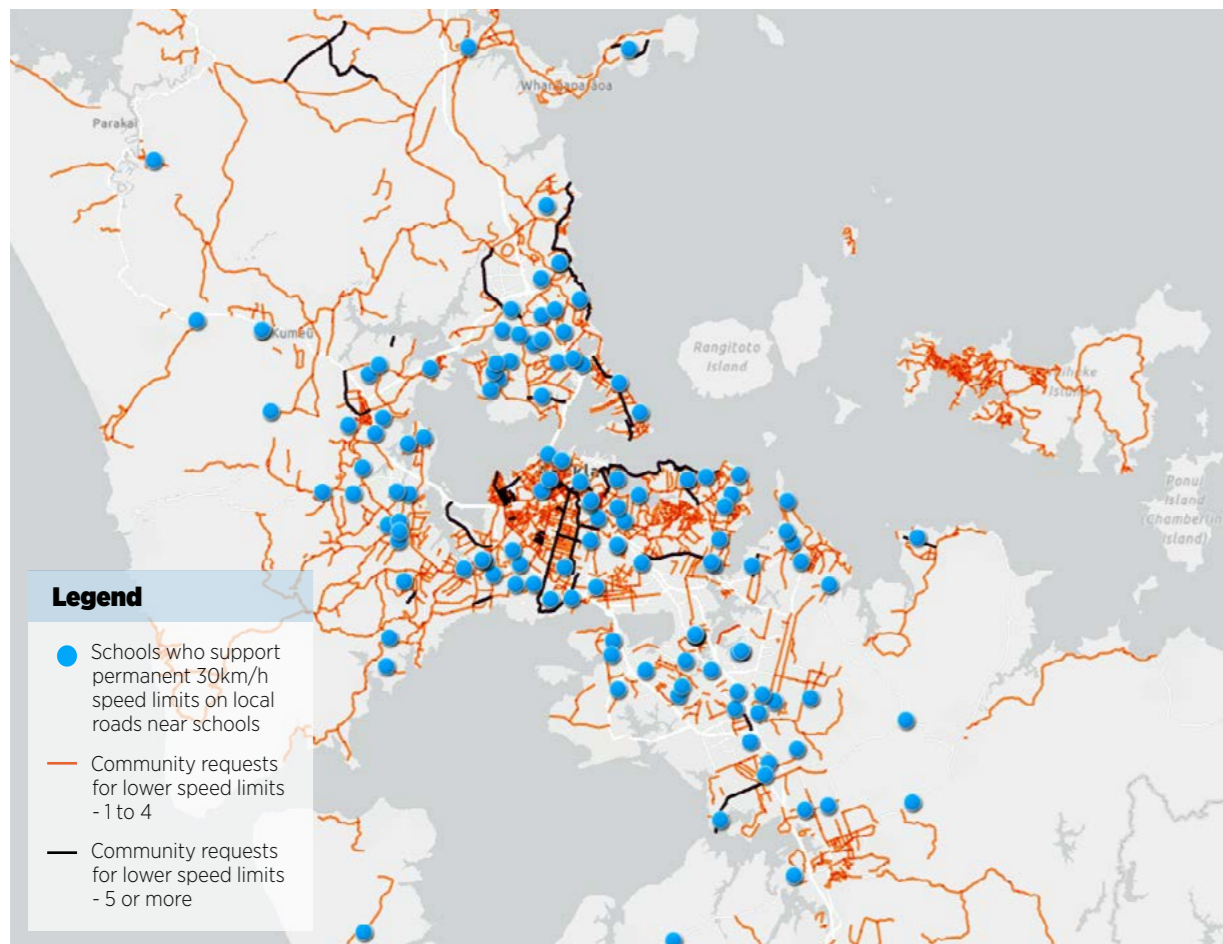 Whangaparaoa
Parakai
Kumeū
Rangitoto
Island
Island
Ponui
Island
(Chamberlin
Island)
Legend
Schools who support
permanent 30km/h
speed limits on local
roads near schools
Community requests
for lower speed limits
- 1 to 4
Community requests
for lower speed limits
- 5 or more